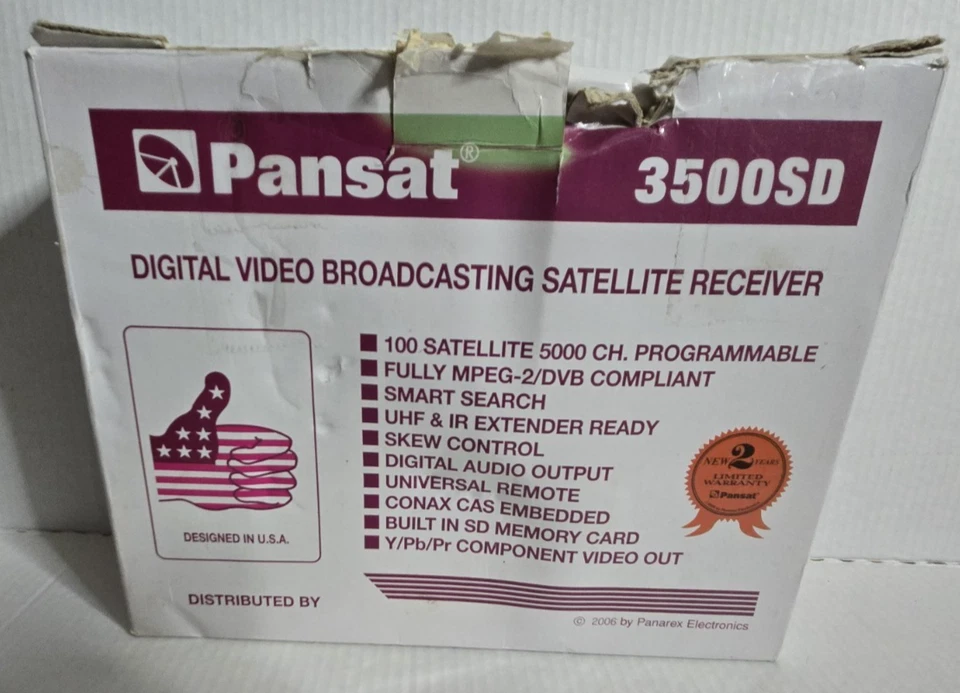 Pansat®
3500SD
DIGITAL VIDEO BROADCASTING SATELLITE RECEIVER
■ 100 SATELLITE 5000 CH. PROGRAMMABLE
■ FULLY MPEG-2/DVB COMPLIANT
■ SMART SEARCH
■ UHF & IR EXTENDER READY
■ SKEW CONTROL
■ DIGITAL AUDIO OUTPUT
■ UNIVERSAL REMOTE
■ CONAX CAS EMBEDDED
■ BUILT IN SD MEMORY CARD
■ Y/Pb/Pr COMPONENT VIDEO OUT
NEW 2 YEARS
LIMITED
WARRANTY
Pansat
DESIGNED IN U.S.A.
DISTRIBUTED BY
© 2006 by Panarex Electronics